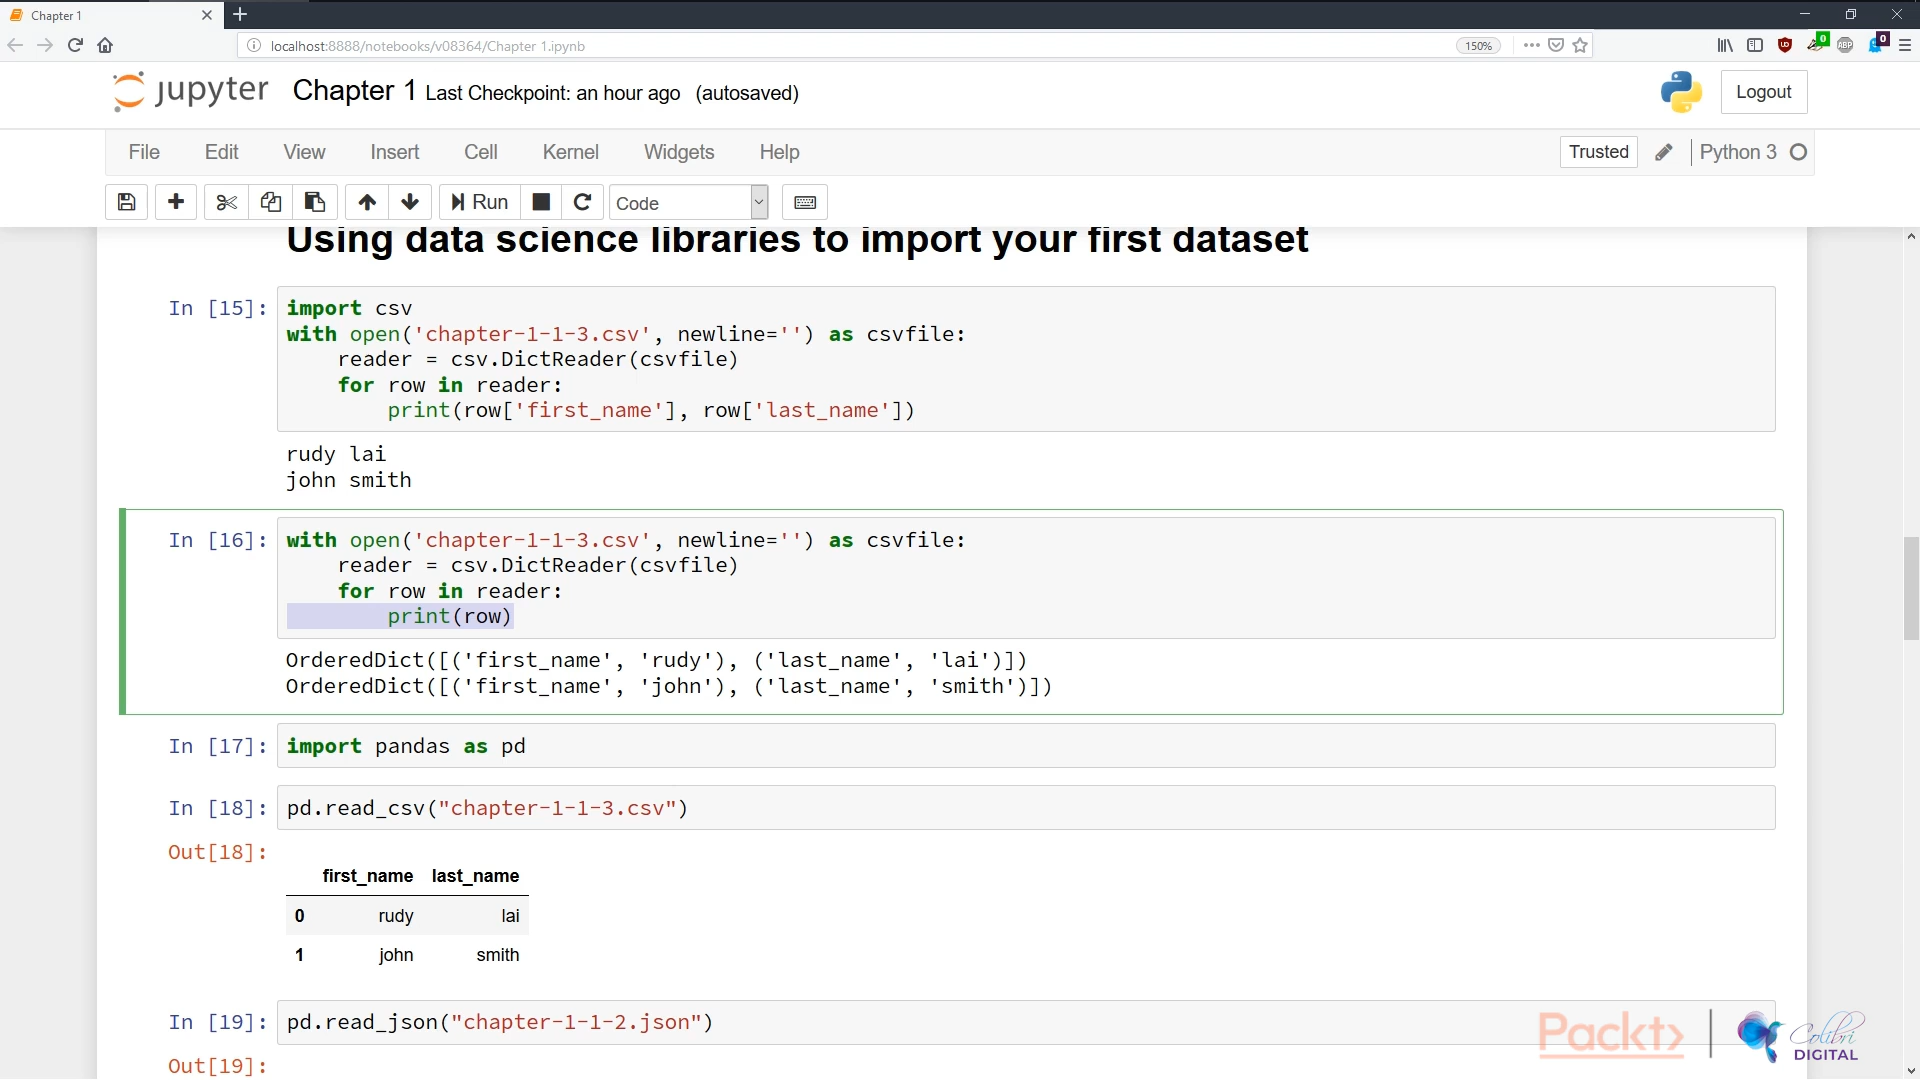 Chapter 1
localhost:8888/notebooks/v08364/Chapter 1.ipynb
150%
0
ABP
0
jupyter Chapter 1 Last Checkpoint: an hour ago (autosaved)
Logout
File Edit View Insert Cell Kernel Widgets Help
Trusted
Python 3
Run
Code
Using data science libraries to import your first dataset
In [15]:
import csv
with open('chapter-1-1-3.csv', newline='') as csvfile:
    reader = csv.DictReader(csvfile)
    for row in reader:
        print(row['first_name'], row['last_name'])
rudy lai
john smith
In [16]:
with open('chapter-1-1-3.csv', newline='') as csvfile:
    reader = csv.DictReader(csvfile)
    for row in reader:
        print(row)
OrderedDict([('first_name', 'rudy'), ('last_name', 'lai')])
OrderedDict([('first_name', 'john'), ('last_name', 'smith')])
In [17]: import pandas as pd
In [18]: pd.read_csv("chapter-1-1-3.csv")
Out[18]:
first_name last_name
0 rudy lai
1 john smith
In [19]: pd.read_json("chapter-1-1-2.json")
Out[19]:
Packt>
Colibri
DIGITAL